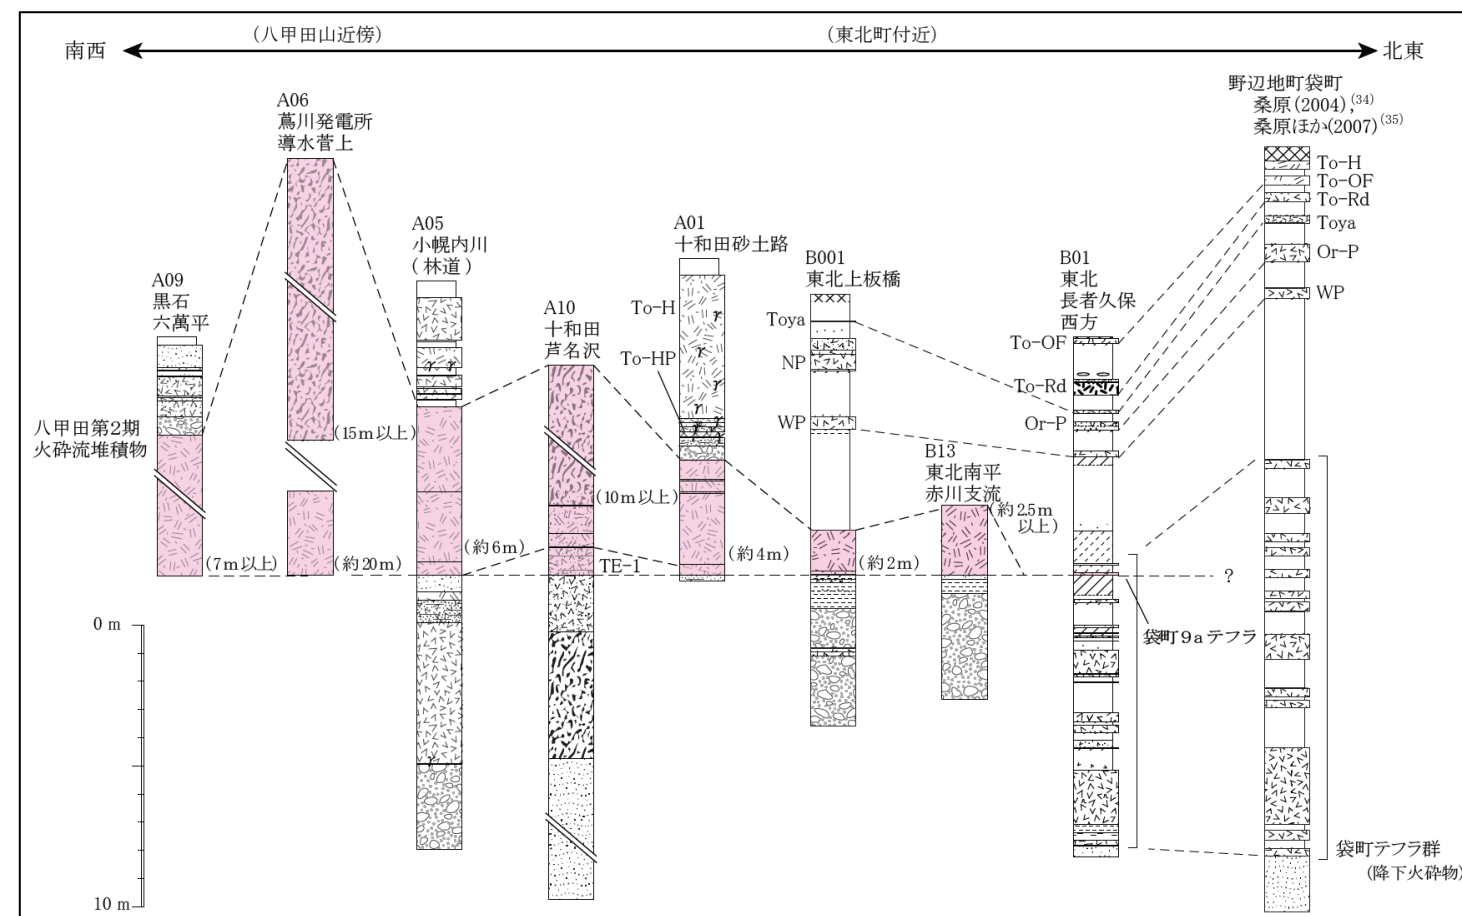 (八甲田山近傍)
(東北町付近)
南西
北東
野辺地町袋町
桑原(2004),(34)
桑原ほか(2007)(35)
To-H
To-OF
To-Rd
Toya
Or-P
WP
A06
蔦川発電所
導水菅上
A05
小幌内川
(林道)
A01
十和田砂土路
B001
東北上板橋
B01
東北
長者久保
西方
A09
黒石
六萬平
A10
十和田
芦名沢
To-H
To-HP
Toya
NP
WP
To-OF
To-Rd
Or-P
B13
東北南平
赤川支流
八甲田第2期
火砕流堆積物
(15m以上)
(10m以上)
(約2.5m
以上)
(7m以上)
(約20m)
(約6m)
TE-1
(約4m)
(約2m)
?
r
r
r
r
r
r
r
r
r
r
r
0 m
袋町9aテフラ
袋町テフラ群
(降下火砕物)
10 m